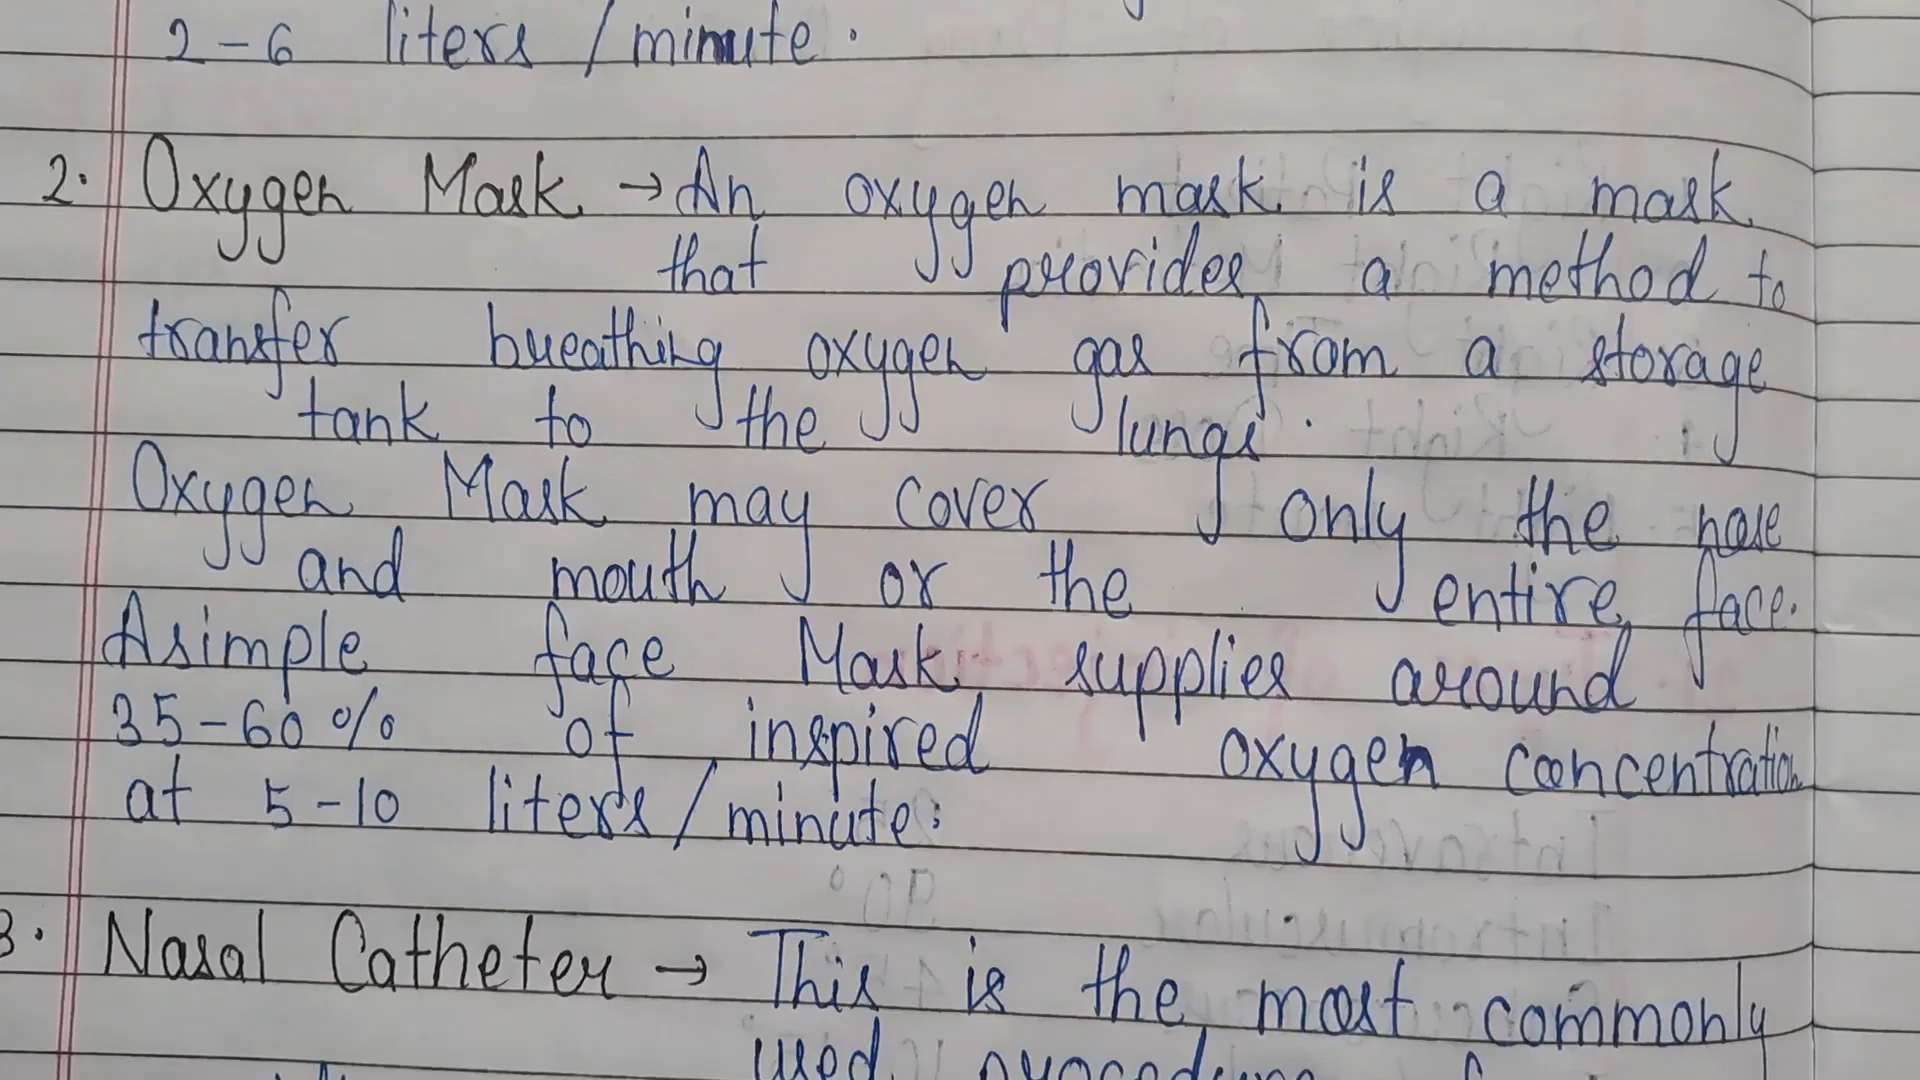 2-6 liters / minute.
2. Oxygen Mask → An oxygen mask is a mask
that provides a method to
transfer breathing oxygen gas from a storage
tank to the lungs.
Oxygen Mask may cover only the nose
and mouth or the entire face.
A simple face Mask supplies around
35-60% of inspired oxygen concentration
at 5-10 liters/minute.
3. Nasal Catheter → This is the most commonly
used procedure